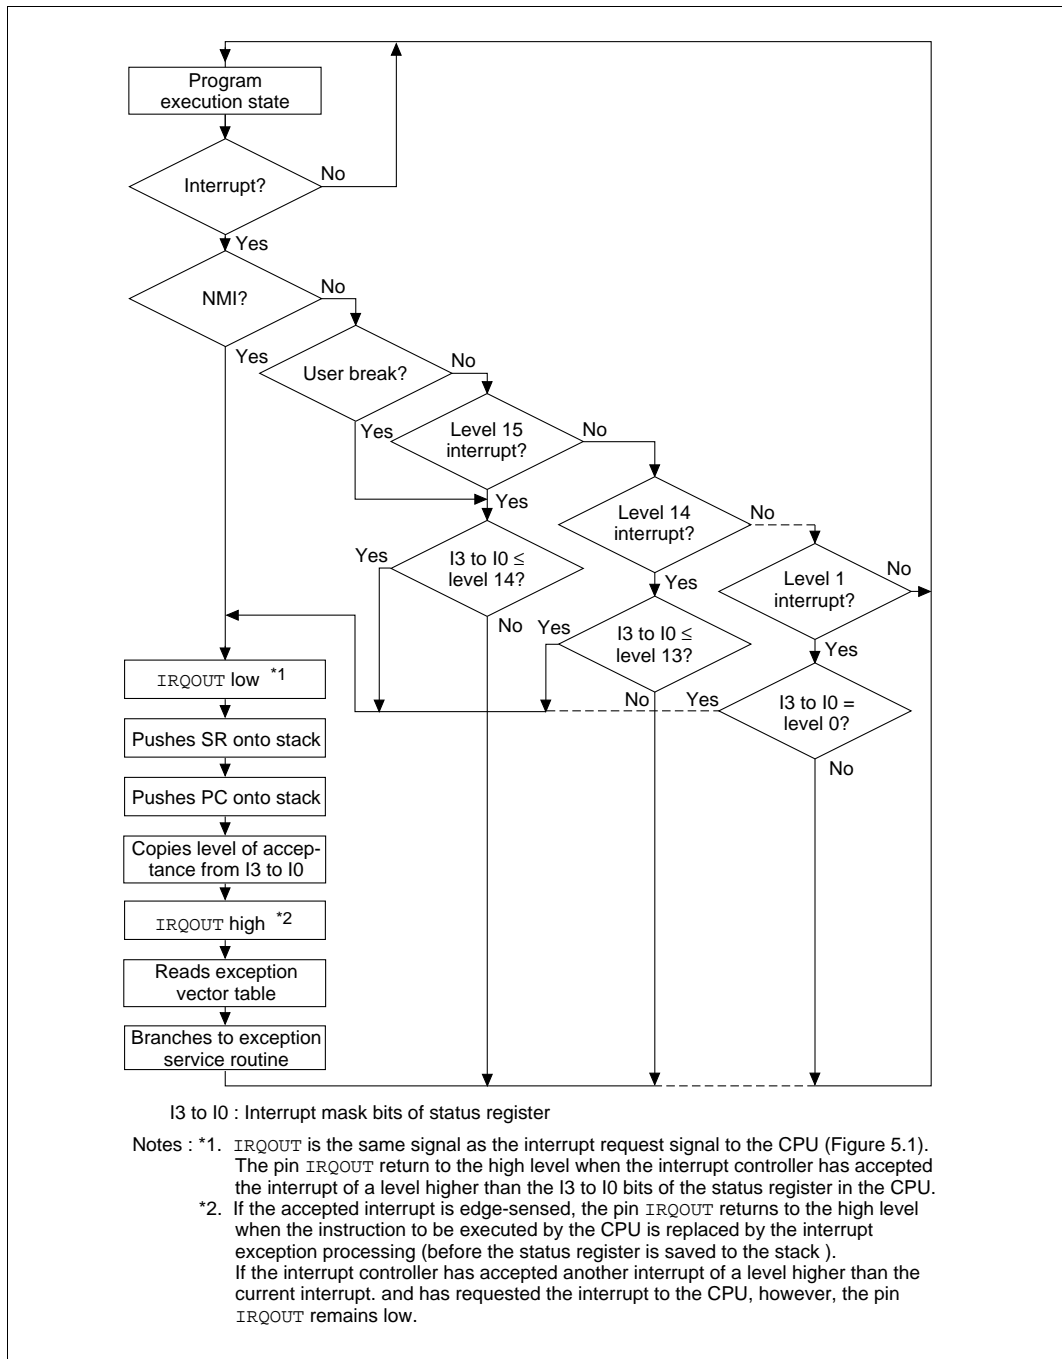 Program
execution state
Interrupt?
No
Yes
NMI?
No
Yes
User break?
No
Yes
Level 15
interrupt?
No
Yes
Level 14
interrupt?
No
Yes
I3 to I0 ≤
level 14?
Yes
No
Level 1
interrupt?
No
Yes
I3 to I0 ≤
level 13?
Yes
No
I3 to I0 =
level 0?
Yes
No
IRQOUT low *1
Pushes SR onto stack
Pushes PC onto stack
Copies level of accep-
tance from I3 to I0
IRQOUT high *2
Reads exception
vector table
Branches to exception
service routine
I3 to I0 : Interrupt mask bits of status register
Notes : *1. IRQOUT is the same signal as the interrupt request signal to the CPU (Figure 5.1).
The pin IRQOUT return to the high level when the interrupt controller has accepted
the interrupt of a level higher than the I3 to I0 bits of the status register in the CPU.
*2. If the accepted interrupt is edge-sensed, the pin IRQOUT returns to the high level
when the instruction to be executed by the CPU is replaced by the interrupt
exception processing (before the status register is saved to the stack ).
If the interrupt controller has accepted another interrupt of a level higher than the
current interrupt. and has requested the interrupt to the CPU, however, the pin
IRQOUT remains low.